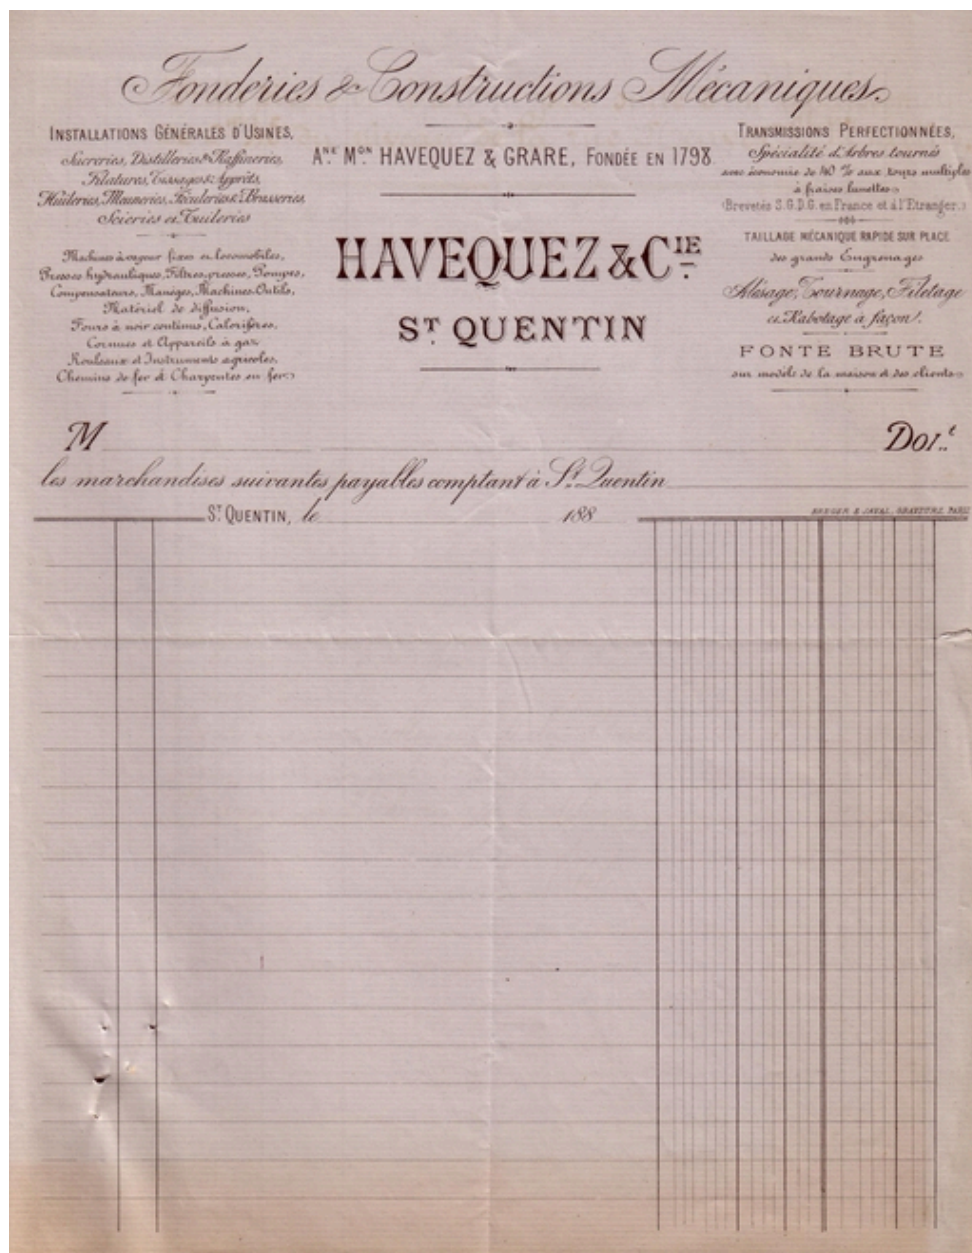 Fonderies & Constructions Mécaniques
INSTALLATIONS GÉNÉRALES D'USINES,
Sucreries, Distilleries & Raffineries,
Filatures, Tissages & Apprêts,
Huileries, Meuneries, Féculeries & Brasseries,
Scieries et Tuileries
Machines à vapeur fixes et locomobiles,
Presses hydrauliques, Filtres-presses, Pompes,
Compensateurs, Manèges, Machines-Outils,
Matériel de diffusion,
Fours à noir continus, Calorifères,
Cornues et Appareils à gaz,
Rouleaux et Instruments agricoles,
Chemins de fer et Charpentes en fer
ANE MON HAVEQUEZ & GRARE, FONDÉE EN 1798
HAVEQUEZ & CIE
ST QUENTIN
TRANSMISSIONS PERFECTIONNÉES,
Spécialité d'Arbres tournés
avec économie de 40 % aux tours multiples
à fraises lunettes
(Brevetés S.G.D.G. en France et à l'Etranger.)
TAILLAGE MÉCANIQUE RAPIDE SUR PLACE
des grands Engrenages
Alésage, Tournage, Filetage
et Rabotage à façon.
FONTE BRUTE
sur modèle de la maison et des clients
M Doit
les marchandises suivantes payables comptant à St Quentin
ST QUENTIN, le 188
GRAVEURS, PARIS